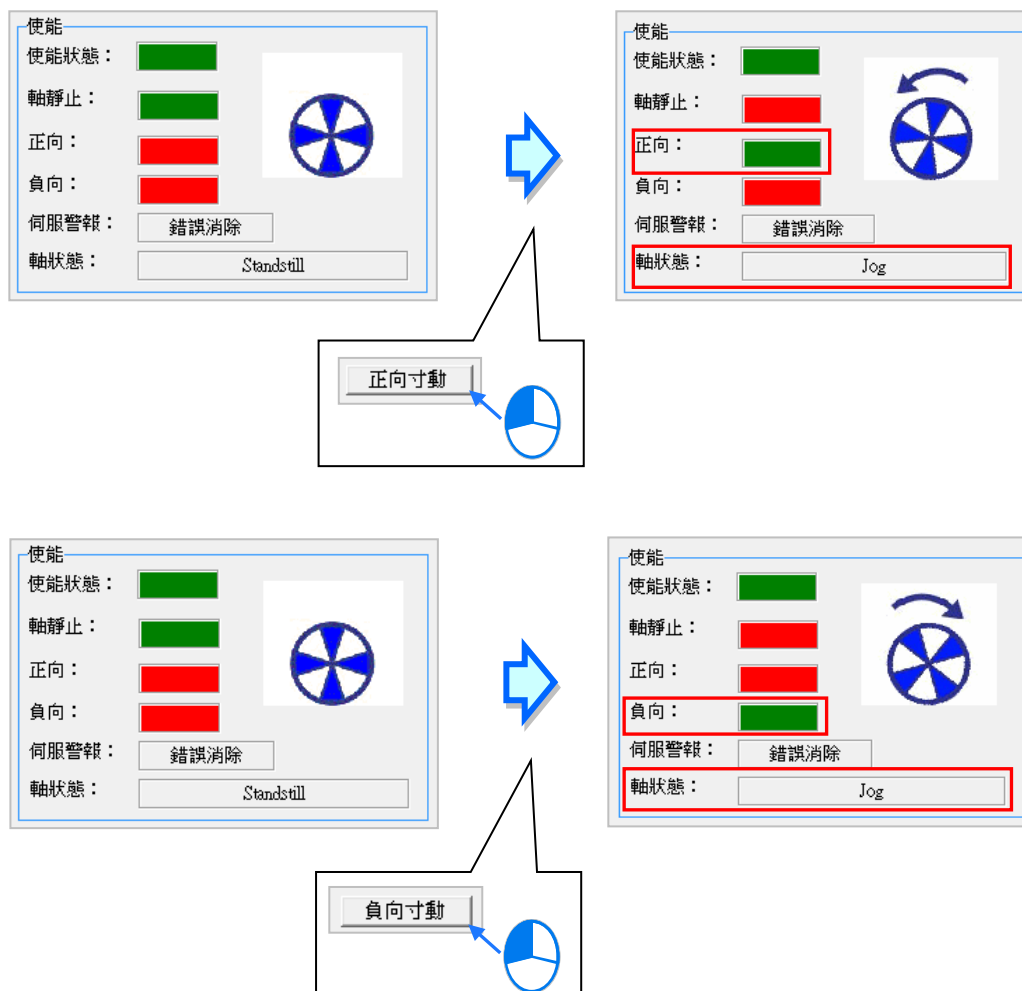 使能
使能狀態：
軸靜止：
正向：
負向：
伺服警報： 錯誤消除
軸狀態： Standstill
使能
使能狀態：
軸靜止：
正向：
負向：
伺服警報： 錯誤消除
軸狀態： Jog
正向寸動
使能
使能狀態：
軸靜止：
正向：
負向：
伺服警報： 錯誤消除
軸狀態： Standstill
使能
使能狀態：
軸靜止：
正向：
負向：
伺服警報： 錯誤消除
軸狀態： Jog
負向寸動